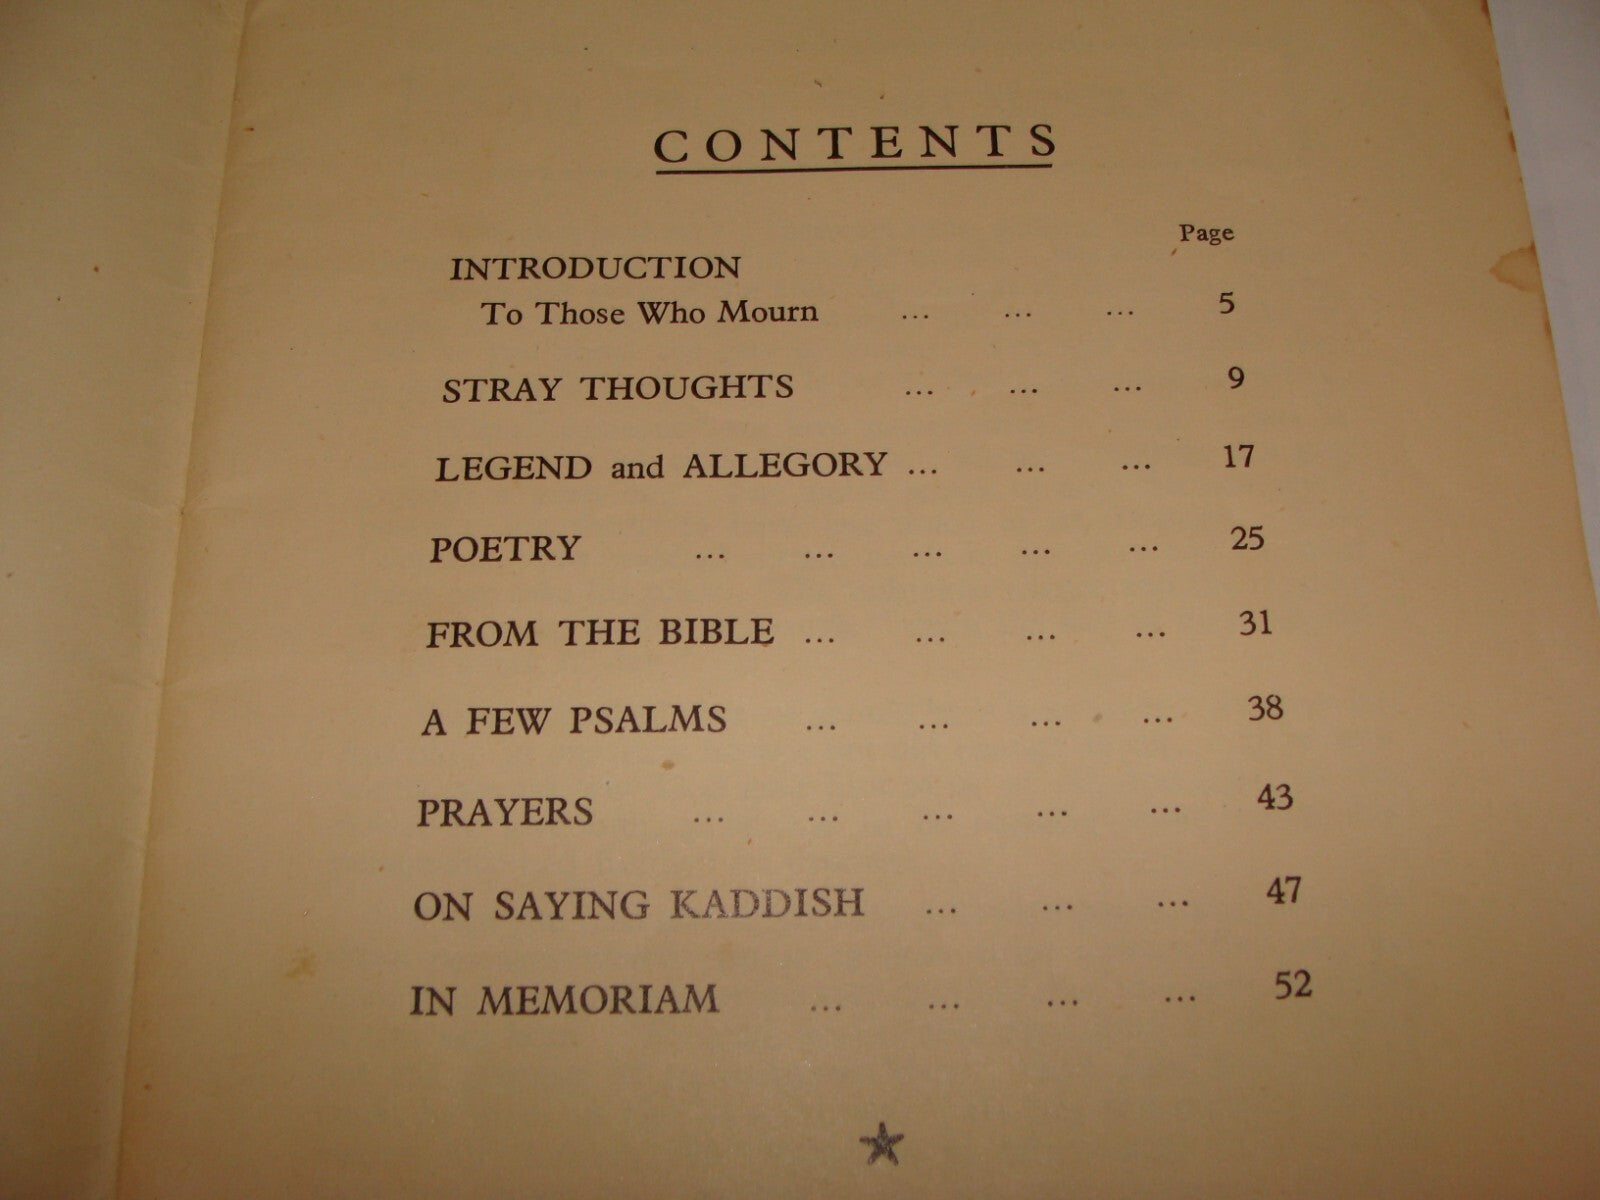 CONTENTS
Page
INTRODUCTION
To Those Who Mourn ... ... ... 5
STRAY THOUGHTS ... ... ... 9
LEGEND and ALLEGORY ... ... ... 17
POETRY ... ... ... ... ... 25
FROM THE BIBLE ... ... ... ... 31
A FEW PSALMS ... ... ... ... 38
PRAYERS ... ... ... ... ... 43
ON SAYING KADDISH ... ... ... 47
IN MEMORIAM ... ... ... ... 52